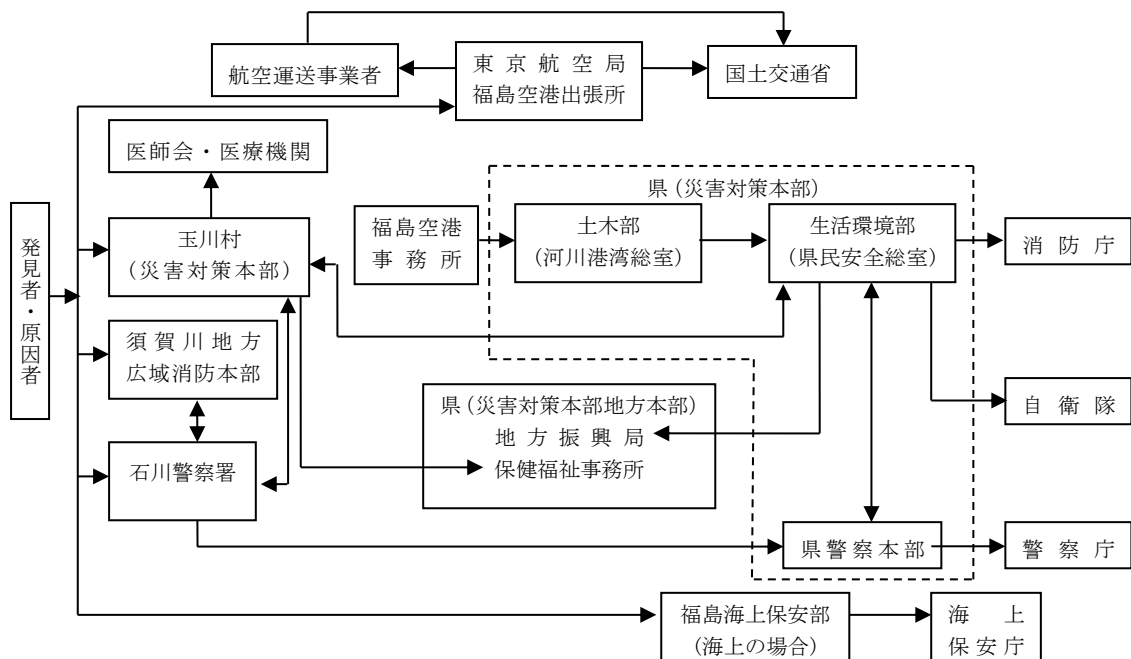 航空運送事業者
東京航空局
福島空港出張所
国土交通省
医師会・医療機関
県（災害対策本部）
発見者・原因者
玉川村
（災害対策本部）
福島空港
事務所
土木部
（河川港湾総室）
生活環境部
（県民安全総室）
消防庁
須賀川地方
広域消防本部
県（災害対策本部地方本部）
地方振興局
保健福祉事務所
自衛隊
石川警察署
県警察本部
警察庁
福島海上保安部
（海上の場合）
海上
保安庁